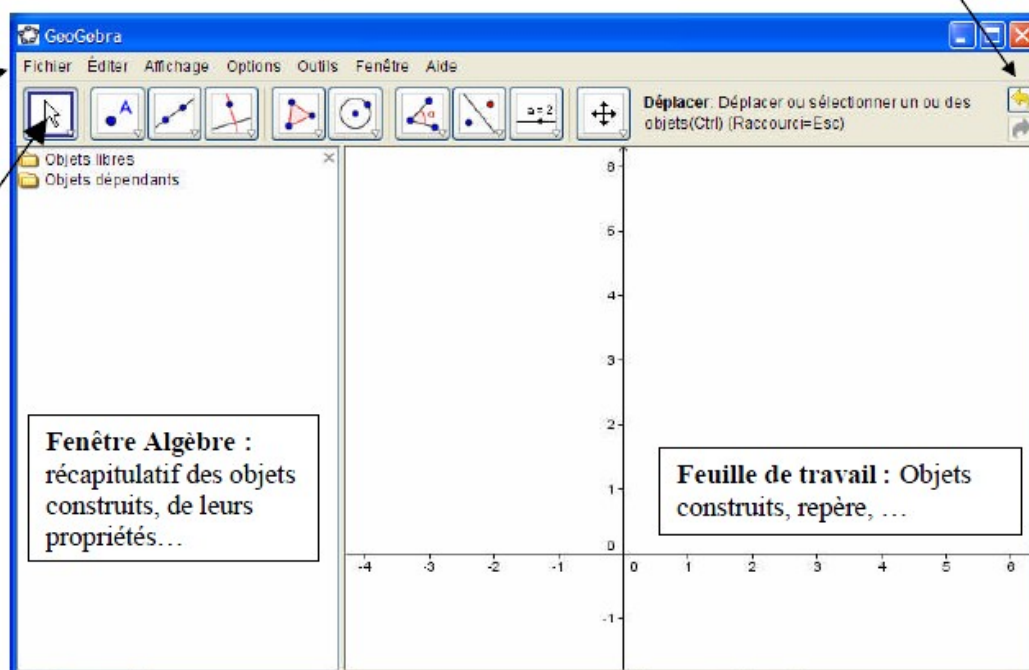 GeoGebra
Fichier Éditer Affichage Options Outils Fenêtre Aide
A
α
a=2
Déplacer: Déplacer ou sélectionner un ou des
objets(Ctrl) (Raccourci=Esc)
Objets libres
Objets dépendants
Fenêtre Algèbre :
récapitulatif des objets
construits, de leurs
propriétés…
Feuille de travail : Objets
construits, repère, …
6
5
4
3
2
1
0
-1
-4 -3 -2 -1 0 1 2 3 4 5 6